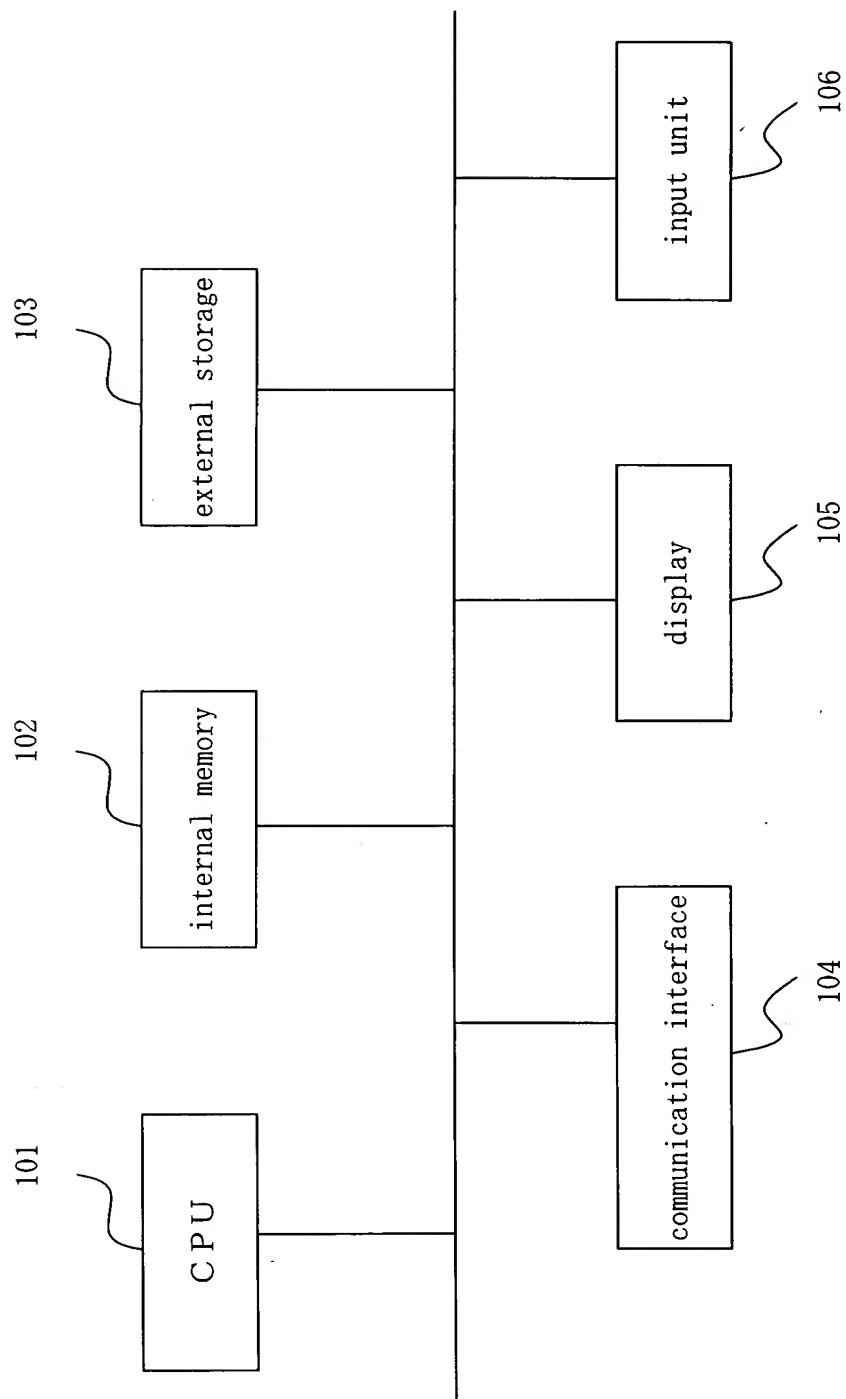 101
CPU
102
internal memory
103
external storage
104
communication interface
105
display
106
input unit